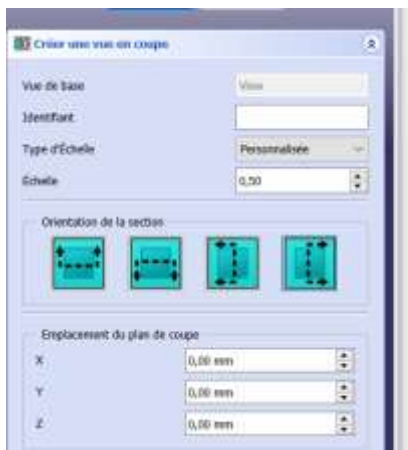 Créer une vue en coupe
Vue de base View
Identifiant
Type d'Échelle Personnalisée
Échelle 0,50
Orientation de la section
Emplacement du plan de coupe
X 0,00 mm
Y 0,00 mm
Z 0,00 mm